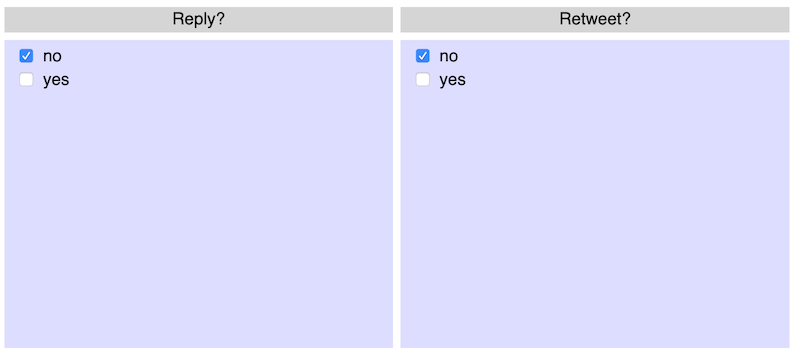 Reply?
no
yes
Retweet?
no
yes